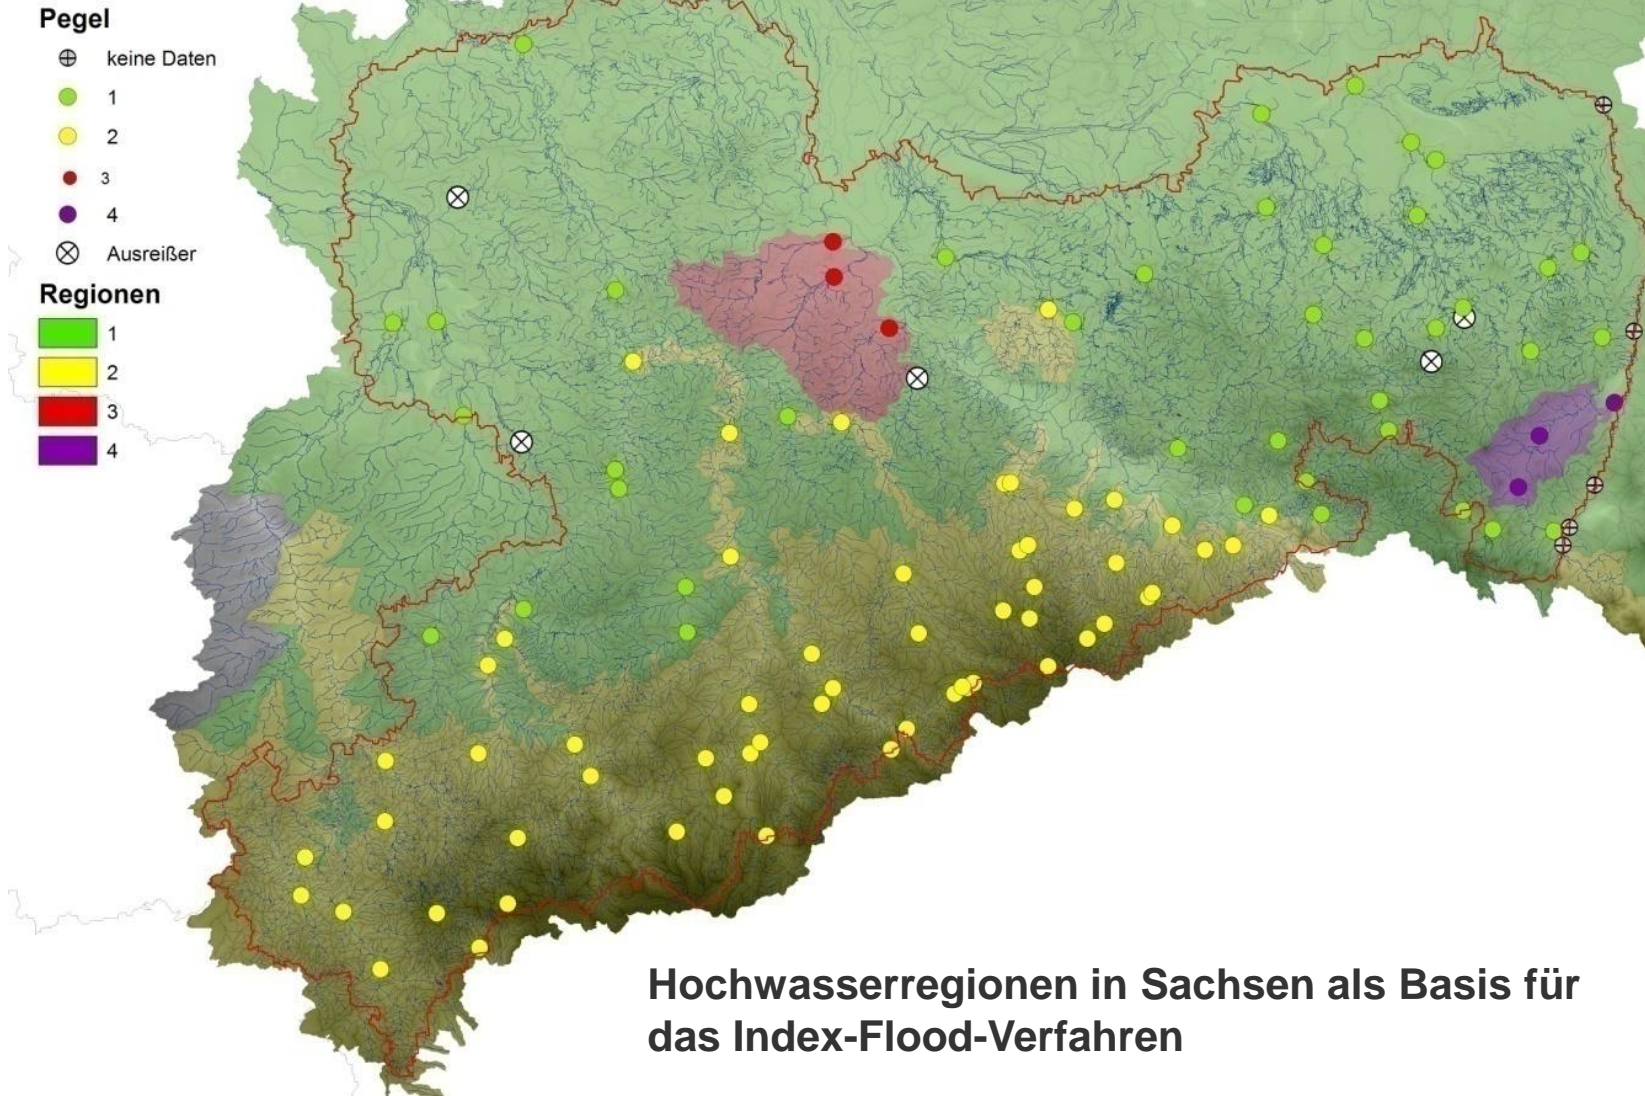 Pegel
keine Daten
1
2
3
4
Ausreißer
Regionen
1
2
3
4
Hochwasserregionen in Sachsen als Basis für
das Index-Flood-Verfahren